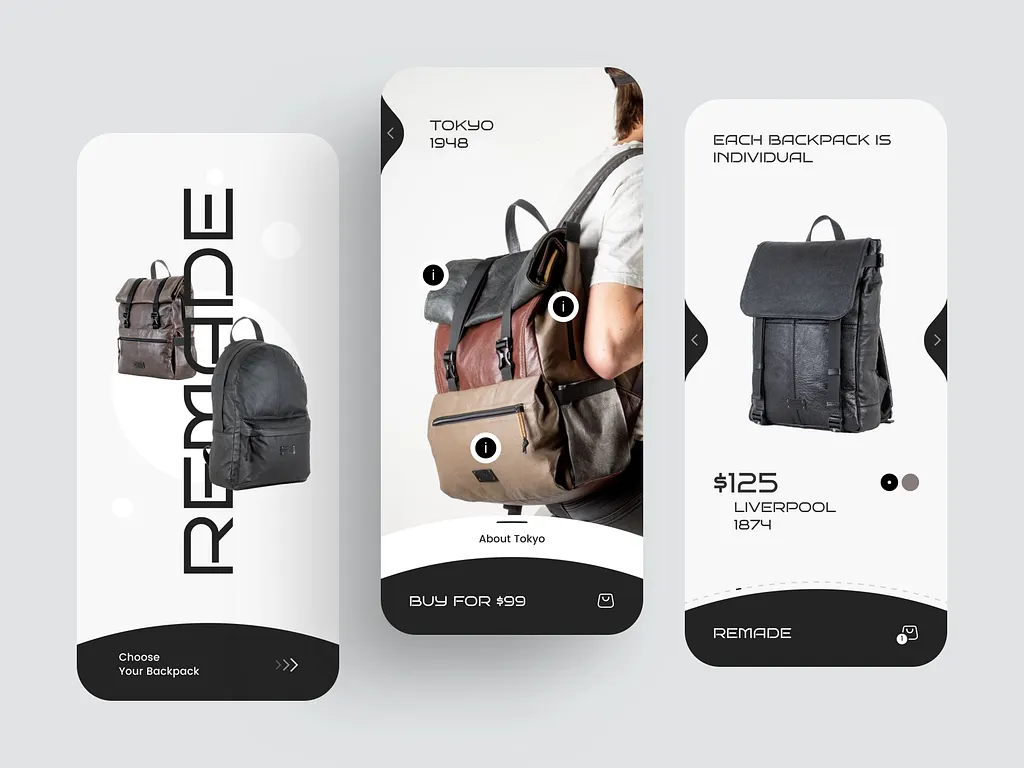 REMADE
Choose
Your Backpack
TOKYO
1948
i
i
i
About Tokyo
BUY FOR $99
EACH BACKPACK IS
INDIVIDUAL
$125
LIVERPOOL
1874
REMADE
1